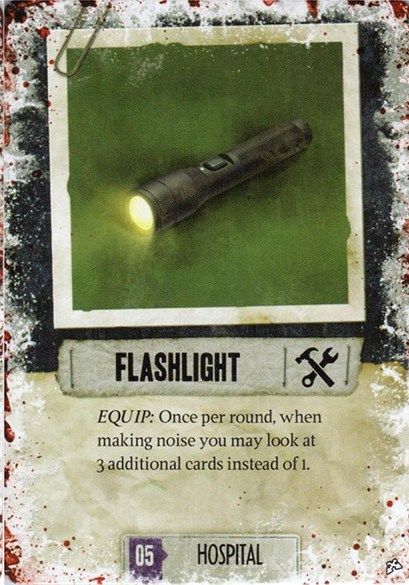 FLASHLIGHT
EQUIP: Once per round, when
making noise you may look at
3 additional cards instead of 1.
05 HOSPITAL